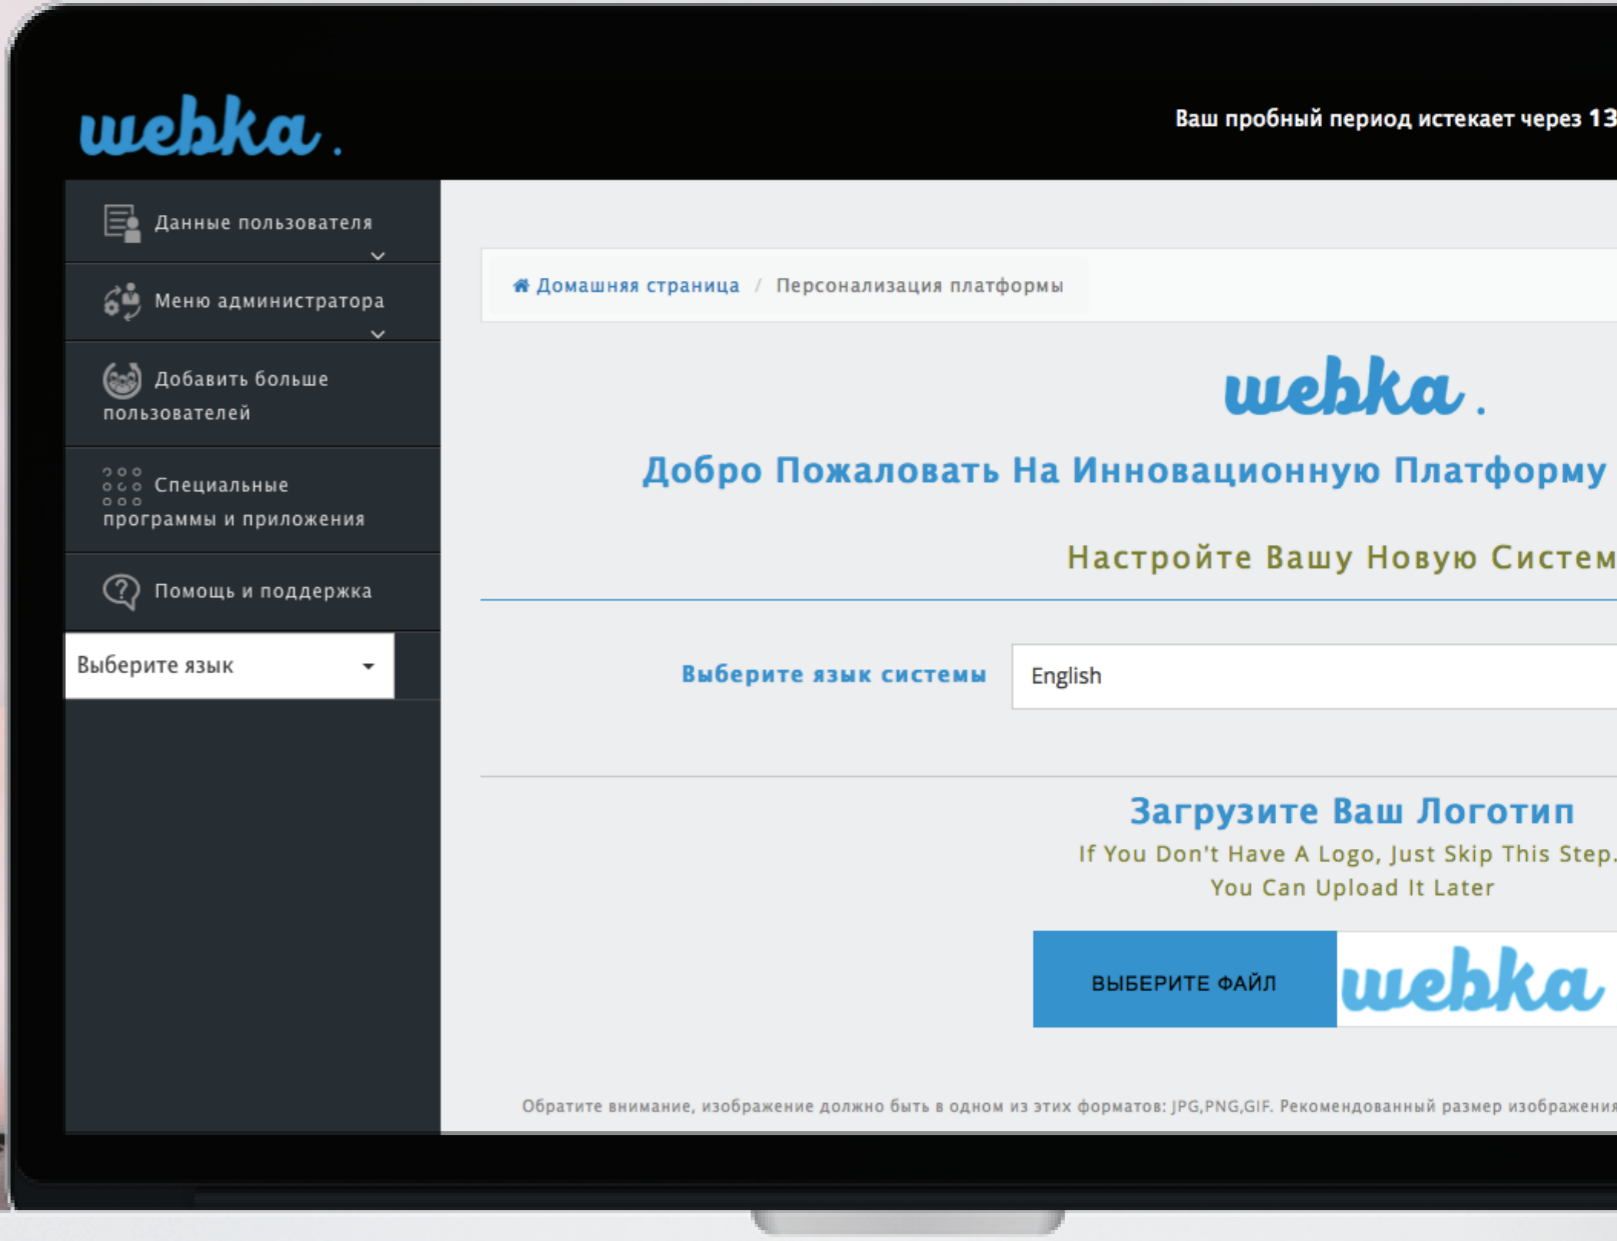 webka.
Ваш пробный период истекает через 13
Данные пользователя
Меню администратора
Добавить больше
пользователей
Специальные
программы и приложения
Помощь и поддержка
Выберите язык
Домашняя страница / Персонализация платформы
webka.
Добро Пожаловать На Инновационную Платформу
Настройте Вашу Новую Систем
Выберите язык системы
English
Загрузите Ваш Логотип
If You Don't Have A Logo, Just Skip This Step.
You Can Upload It Later
ВЫБЕРИТЕ ФАЙЛ
webka
Обратите внимание, изображение должно быть в одном из этих форматов: JPG,PNG,GIF. Рекомендованный размер изображения